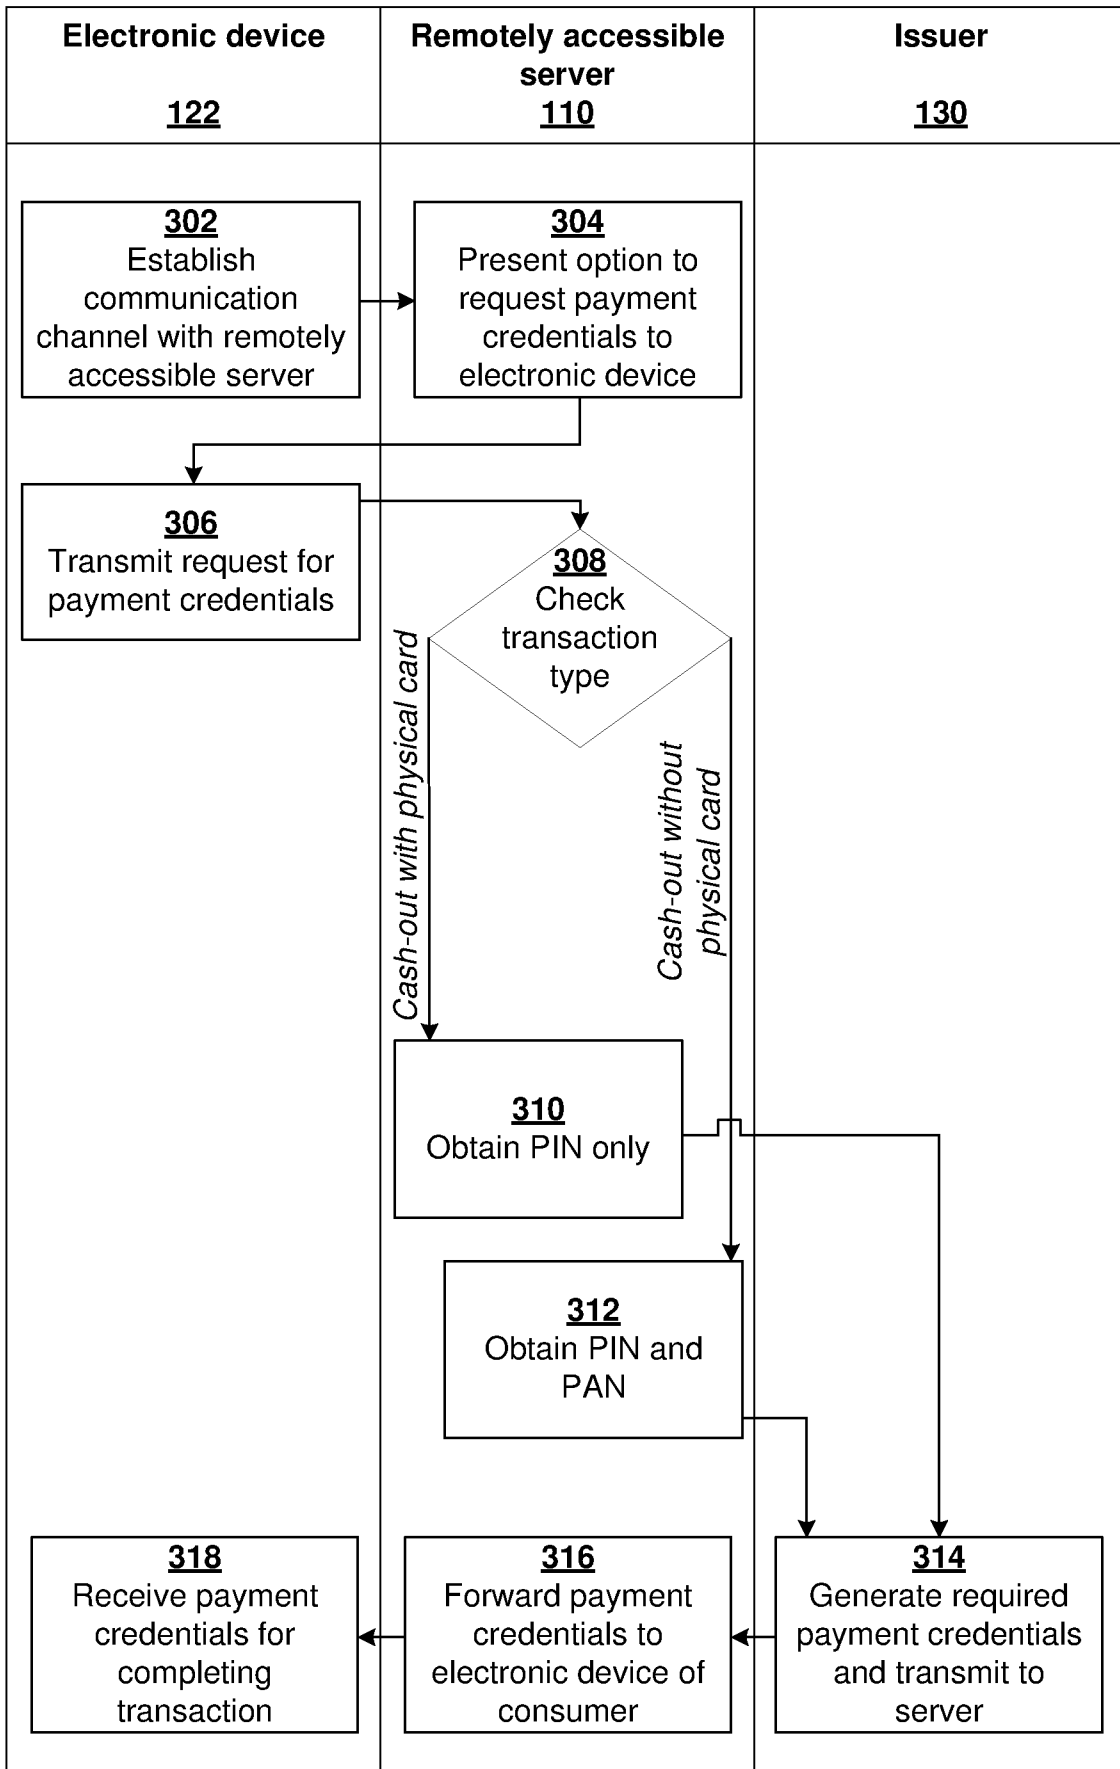 Electronic device
122
Remotely accessible
server
110
Issuer
130
302
Establish
communication
channel with remotely
accessible server
304
Present option to
request payment
credentials to
electronic device
306
Transmit request for
payment credentials
308
Check
transaction
type
Cash-out with physical card
Cash-out without
physical card
310
Obtain PIN only
312
Obtain PIN and
PAN
318
Receive payment
credentials for
completing
transaction
316
Forward payment
credentials to
electronic device of
consumer
314
Generate required
payment credentials
and transmit to
server